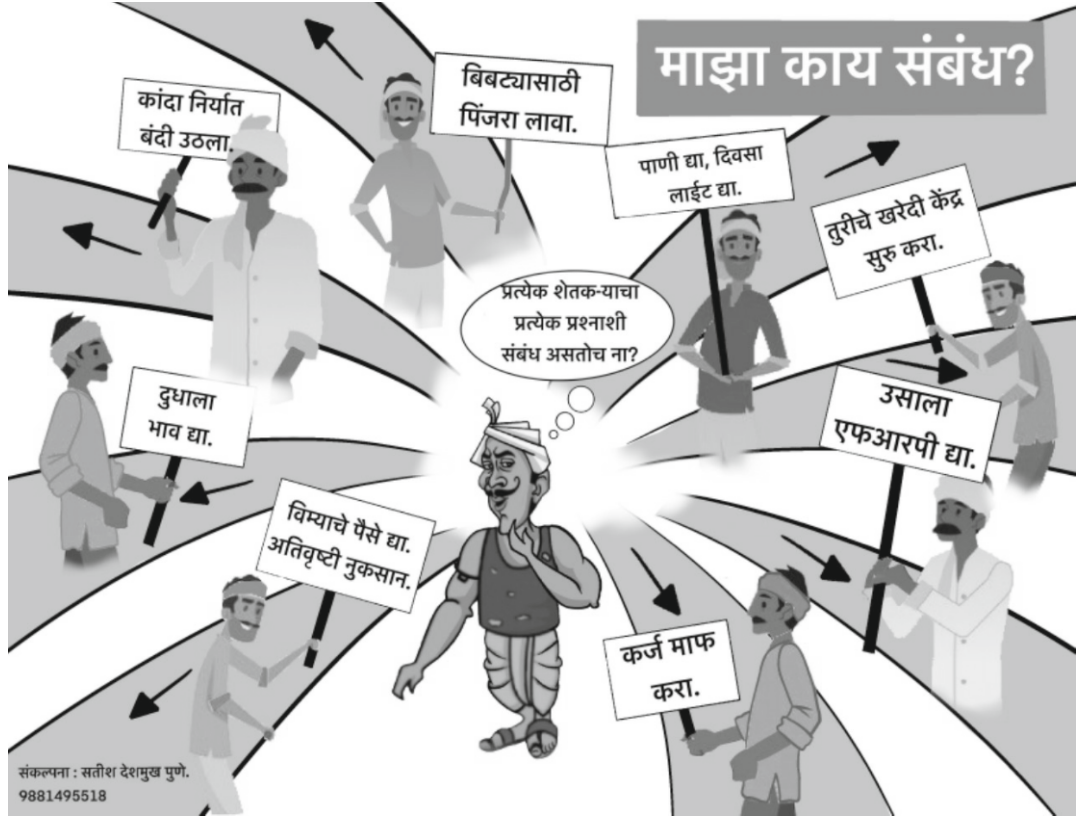 माझा काय संबंध?
कांदा निर्यात
बंदी उठला.
बिबट्यासाठी
पिंजरा लावा.
पाणी द्या, दिवसा
लाईट द्या.
तुरीचे खरेदी केंद्र
सुरु करा.
प्रत्येक शेतक-याचा
प्रत्येक प्रश्नाशी
संबंध असतोच ना?
दुधाला
भाव द्या.
उसाला
एफआरपी द्या.
विम्याचे पैसे द्या.
अतिवृष्टी नुकसान.
कर्ज माफ
करा.
संकल्पना : सतीश देशमुख पुणे.
9881495518